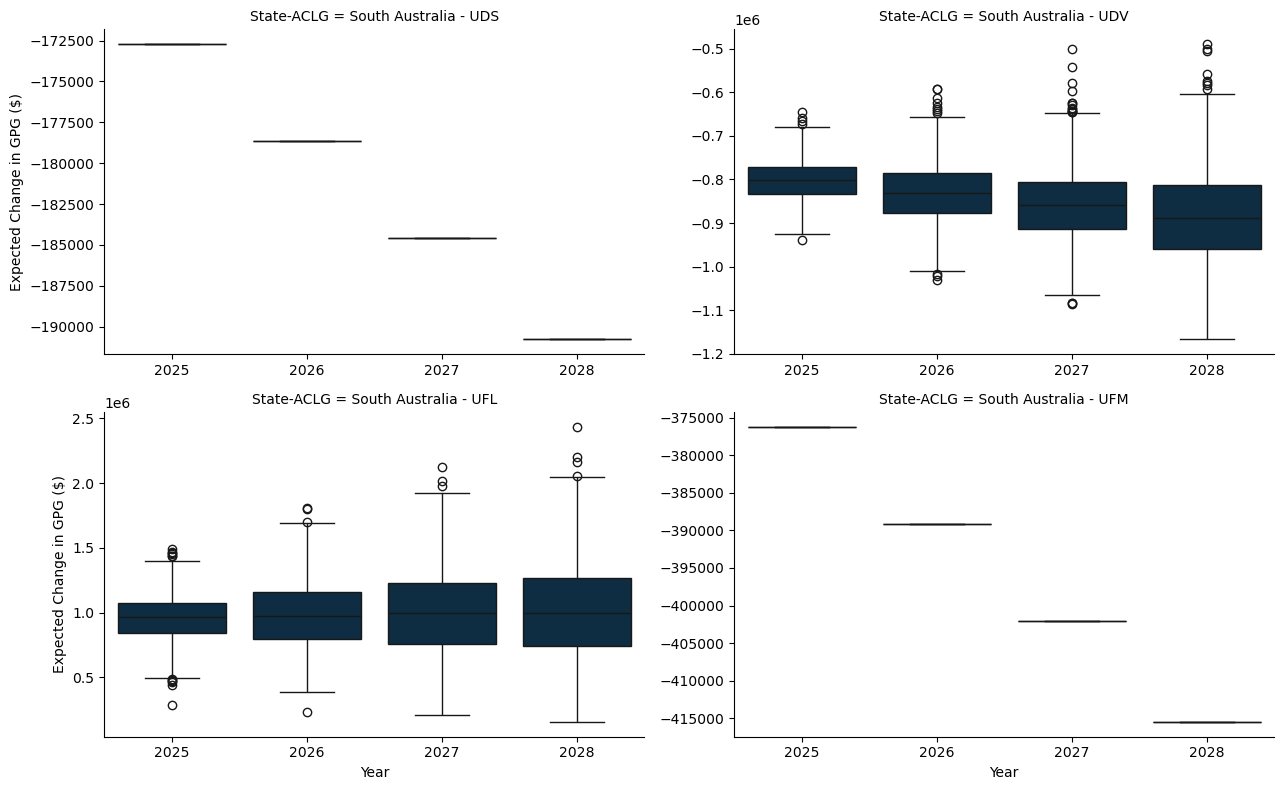 State-ACLG = South Australia - UDS
Expected Change in GPG ($)
−172500
−175000
−177500
−180000
−182500
−185000
−187500
−190000
2025 2026 2027 2028
State-ACLG = South Australia - UDV
1e6
−0.5
−0.6
−0.7
−0.8
−0.9
−1.0
−1.1
−1.2
2025 2026 2027 2028
State-ACLG = South Australia - UFL
1e6
Expected Change in GPG ($)
2.5
2.0
1.5
1.0
0.5
2025 2026 2027 2028
Year
State-ACLG = South Australia - UFM
−375000
−380000
−385000
−390000
−395000
−400000
−405000
−410000
−415000
2025 2026 2027 2028
Year